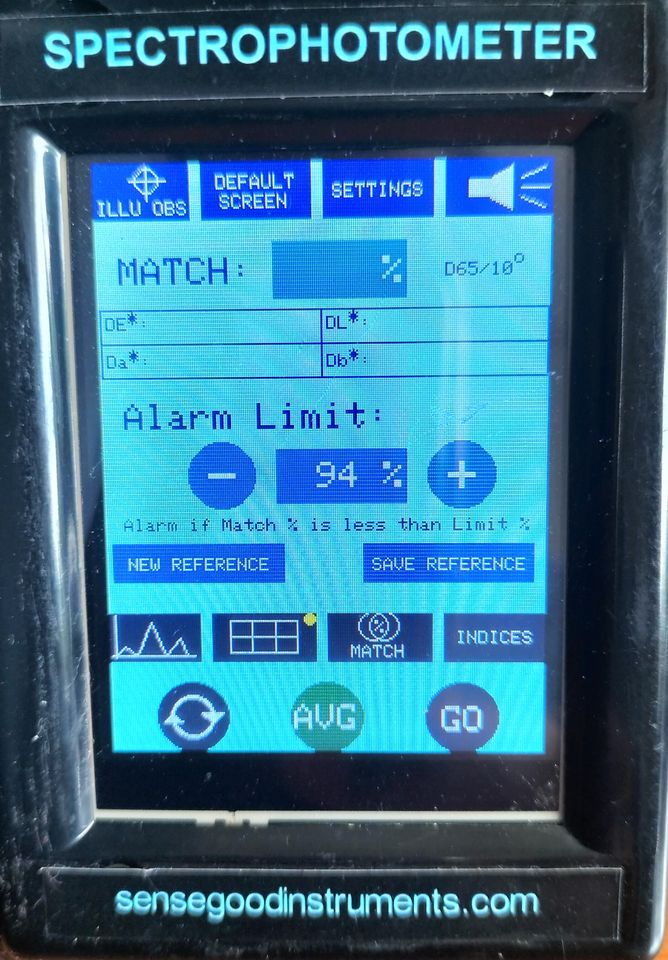 SPECTROPHOTOMETER
ILLU OBS
DEFAULT
SCREEN
SETTINGS
MATCH: % D65/10°
DE*: DL*:
Da*: Db*:
Alarm Limit:
− 94 % +
Alarm if Match % is less than Limit %
NEW REFERENCE SAVE REFERENCE
%
MATCH
INDICES
AVG GO
sensegoodinstruments.com